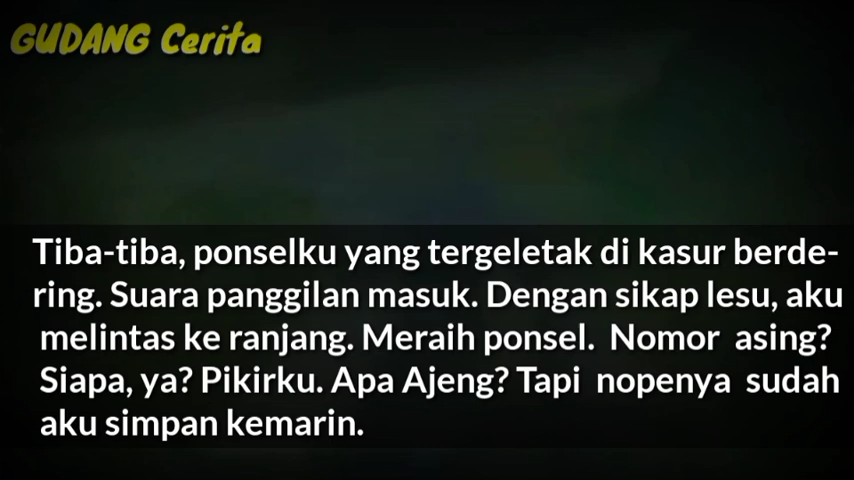 GUDANG Cerita
Tiba-tiba, ponselku yang tergeletak di kasur berde-
ring. Suara panggilan masuk. Dengan sikap lesu, aku
melintas ke ranjang. Meraih ponsel. Nomor asing?
Siapa, ya? Pikirku. Apa Ajeng? Tapi nopenya sudah
aku simpan kemarin.